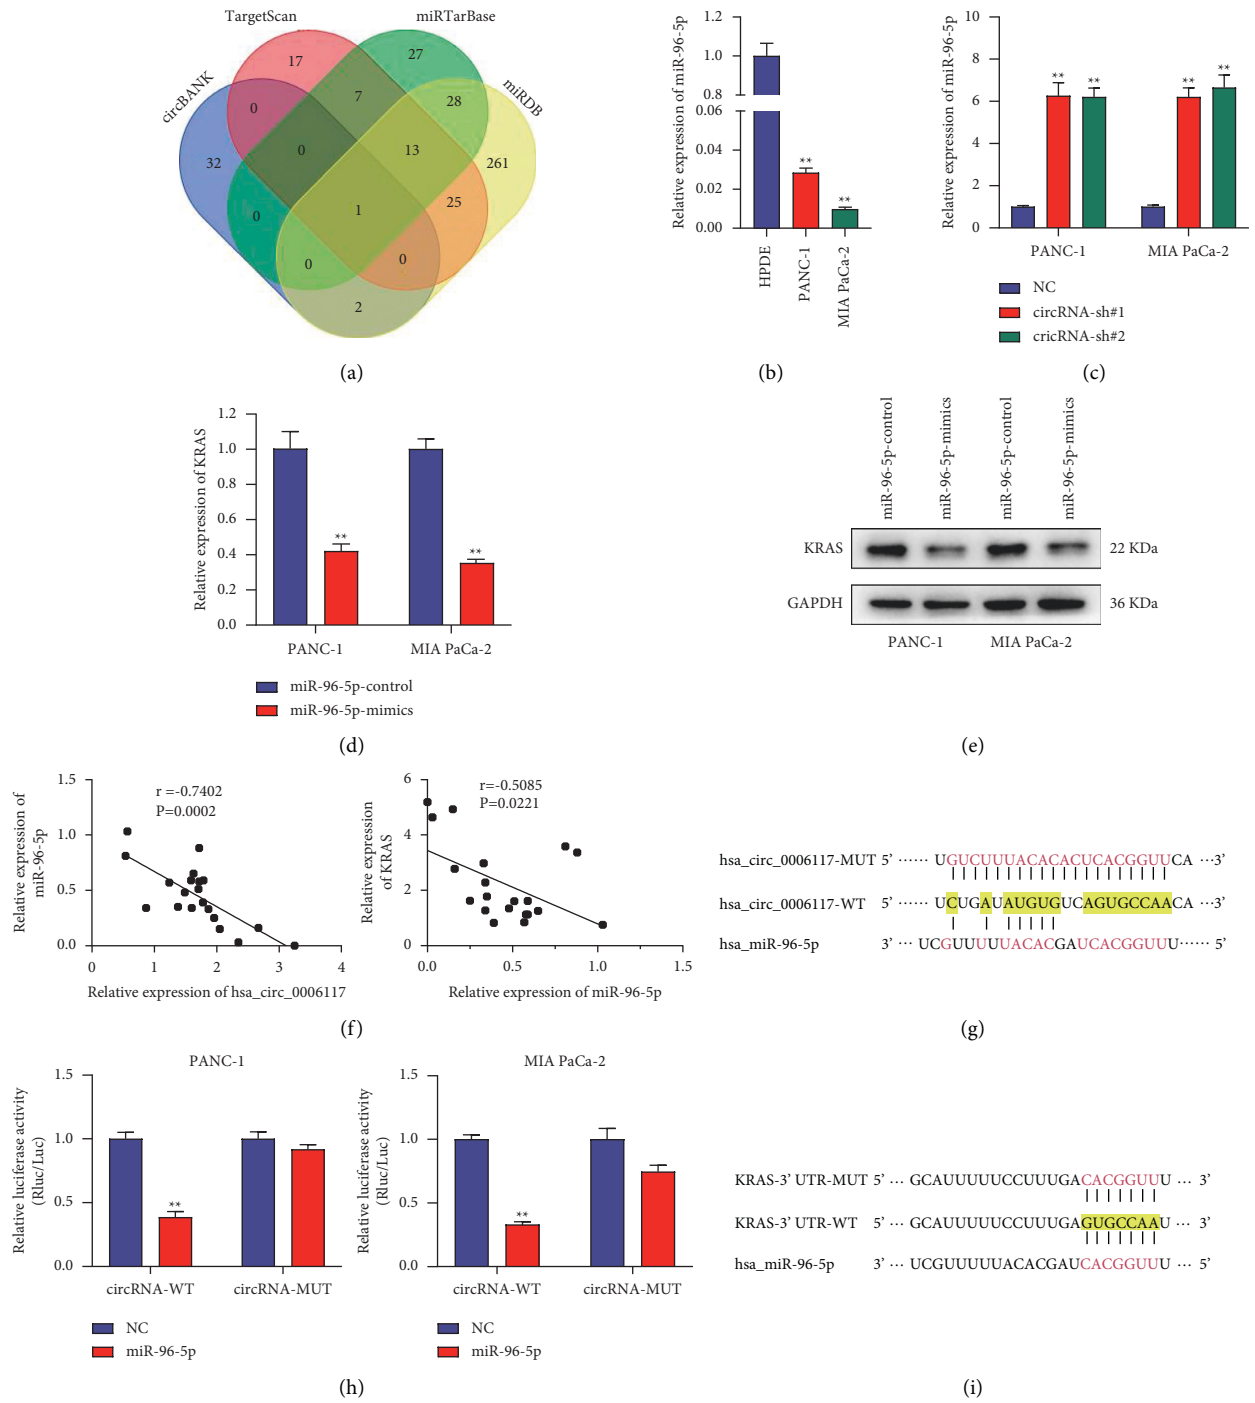 TargetScan
miRTarBase
circBANK
miRDB
17
27
0
7
28
32
0
13
261
0
1
25
0
0
2
(a)
Relative expression of miR-96-5p
1.2
1.0
0.8
0.06
0.04
0.02
0.00
**
**
HPDE
PANC-1
MIA PaCa-2
(b)
Relative expression of miR-96-5p
10
8
6
4
2
0
**
**
**
**
PANC-1
MIA PaCa-2
NC
circRNA-sh#1
cricRNA-sh#2
(c)
Relative expression of KRAS
1.2
1.0
0.8
0.6
0.4
0.2
0.0
**
**
PANC-1
MIA PaCa-2
miR-96-5p-control
miR-96-5p-mimics
(d)
miR-96-5p-control
miR-96-5p-mimics
miR-96-5p-control
miR-96-5p-mimics
KRAS
22 KDa
GAPDH
36 KDa
PANC-1
MIA PaCa-2
(e)
Relative expression of
miR-96-5p
1.5
1.0
0.5
0.0
r =-0.7402
P=0.0002
0
1
2
3
4
Relative expression of hsa_circ_0006117
Relative expression
of KRAS
6
4
2
0
r=-0.5085
P=0.0221
0.0
0.5
1.0
1.5
Relative expression of miR-96-5p
(f)
hsa_circ_0006117-MUT 5’ ······ UGUCUUUACACACUCACGGUUCA ···3’
hsa_circ_0006117-WT 5’ ······ UCUGAUAUGUGUCAGUGCCAACA ···3’
hsa_miR-96-5p 3’ ··· UCGUUUUUACACGAUCACGGUUU······ 5’
(g)
PANC-1
Relative luciferase activity
(Rluc/Luc)
1.5
1.0
0.5
0.0
**
circRNA-WT
circRNA-MUT
NC
miR-96-5p
MIA PaCa-2
Relative luciferase activity
(Rluc/Luc)
1.5
1.0
0.5
0.0
**
circRNA-WT
circRNA-MUT
NC
miR-96-5p
(h)
KRAS-3’ UTR-MUT 5’ ··· GCAUUUUUCCUUUGACACGGUUU ··· 3’
KRAS-3’ UTR-WT 5’ ··· GCAUUUUUCCUUUGAGUGCCAAU ··· 3’
hsa_miR-96-5p 3’ ··· UCGUUUUUACACGAUCACGGUUU ··· 5’
(i)